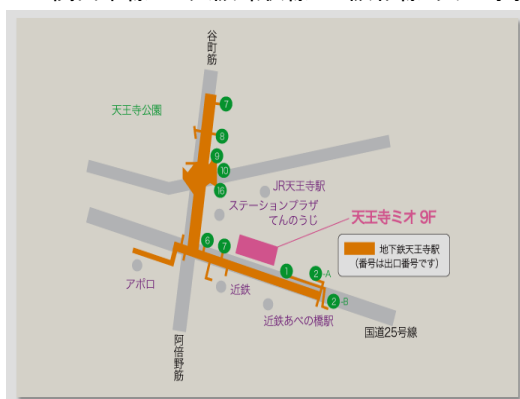 谷町筋
天王寺公園
7
8
9
10
16
JR天王寺駅
ステーションプラザ
てんのうじ
天王寺ミオ 9F
6
7
1
2-A
2-B
地下鉄天王寺駅
(番号は出口番号です)
アポロ
近鉄
近鉄あべの橋駅
国道25号線
阿倍野筋